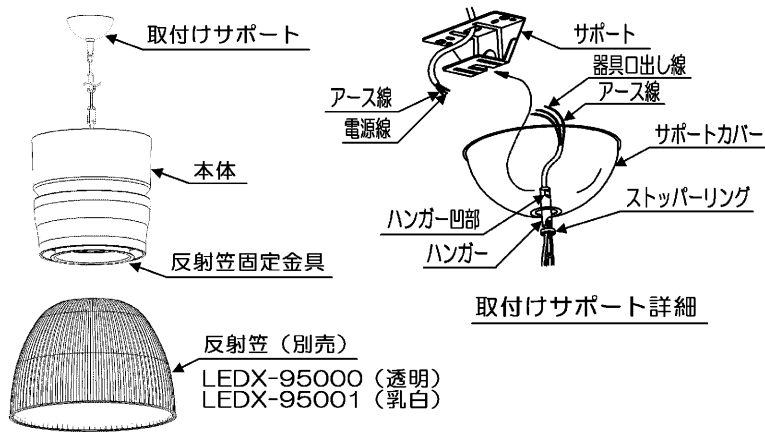 取付けサポート
本体
反射笠固定金具
反射笠（別売）
LEDX-95000（透明）
LEDX-95001（乳白）
サポート
器具口出し線
アース線
アース線
電源線
サポートカバー
ストッパーリング
ハンガー凹部
ハンガー
取付けサポート詳細